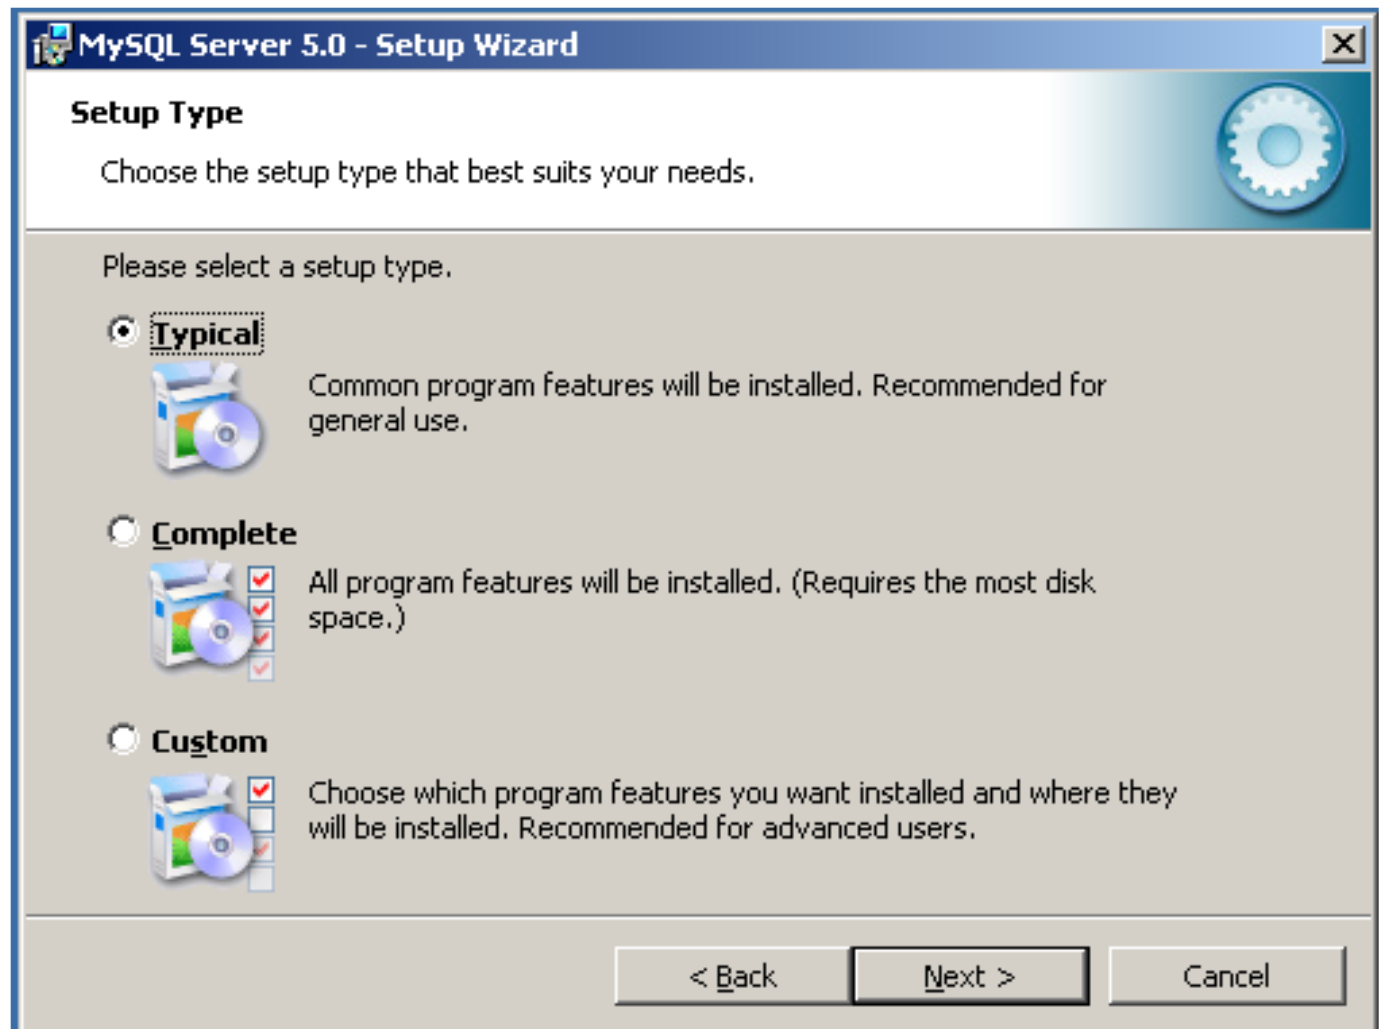 MySQL Server 5.0 - Setup Wizard
Setup Type
Choose the setup type that best suits your needs.
Please select a setup type.
Typical
Common program features will be installed. Recommended for
general use.
Complete
All program features will be installed. (Requires the most disk
space.)
Custom
Choose which program features you want installed and where they
will be installed. Recommended for advanced users.
< Back
Next >
Cancel